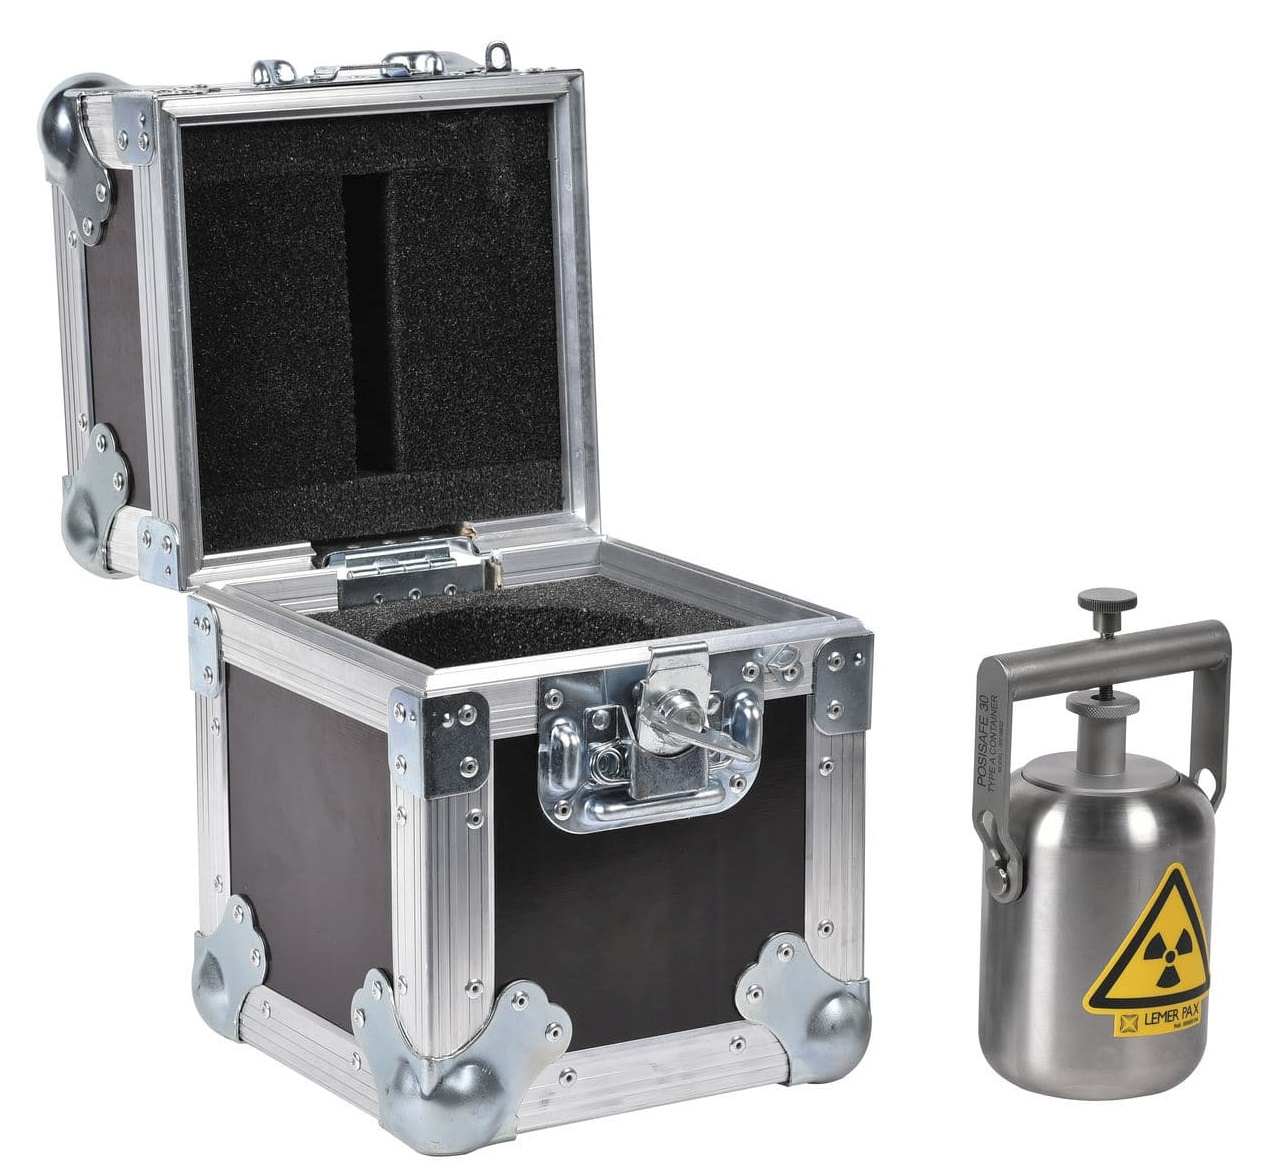 POSISAFE 30
TYPE A CONTAINER
LEMER PAX